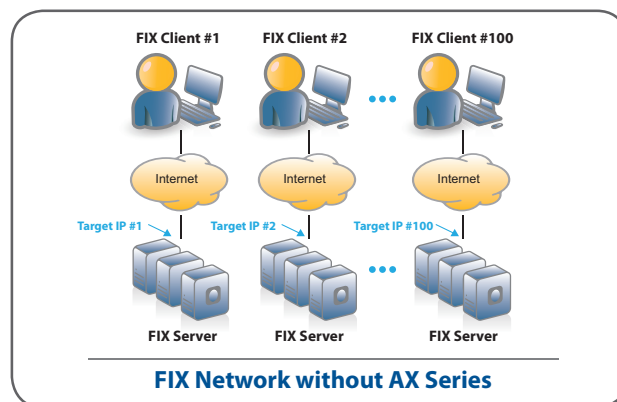 FIX Client #1 FIX Client #2 FIX Client #100
Internet Internet Internet
Target IP #1 Target IP #2 Target IP #100
FIX Server FIX Server FIX Server
FIX Network without AX Series